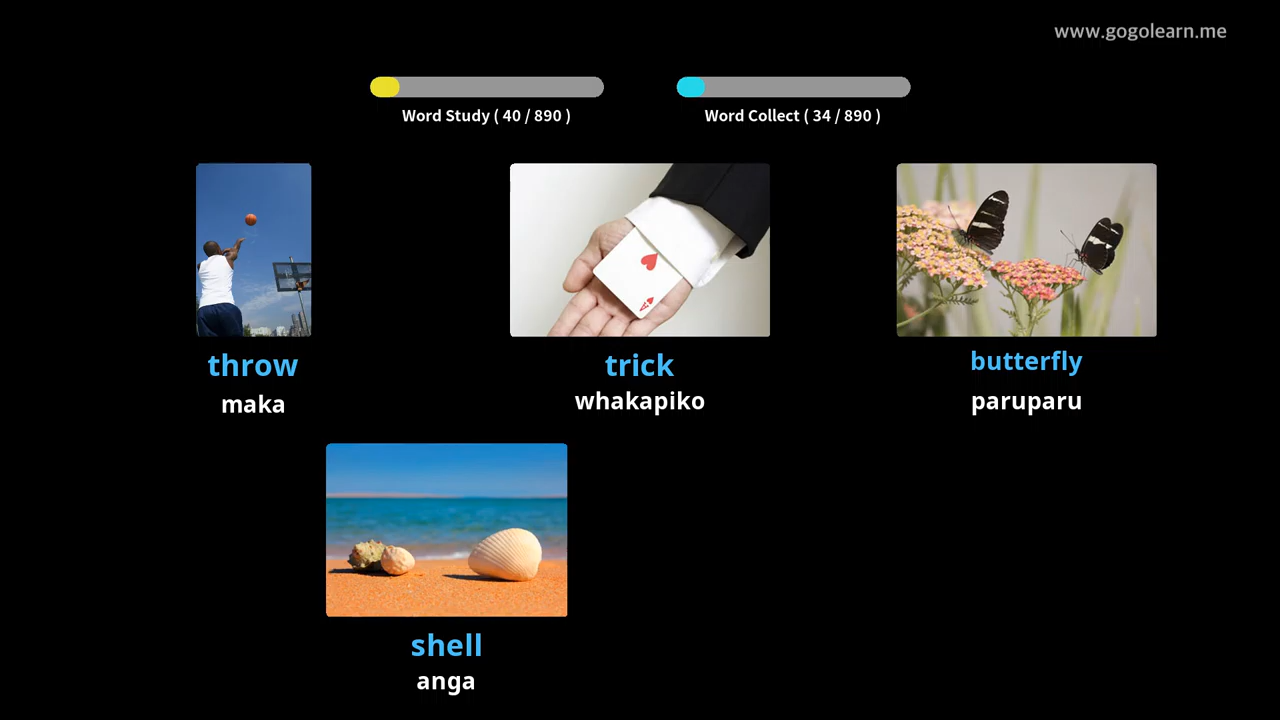 www.gogolearn.me
Word Study ( 40 / 890 )
Word Collect ( 34 / 890 )
throw
maka
trick
whakapiko
butterfly
paruparu
shell
anga